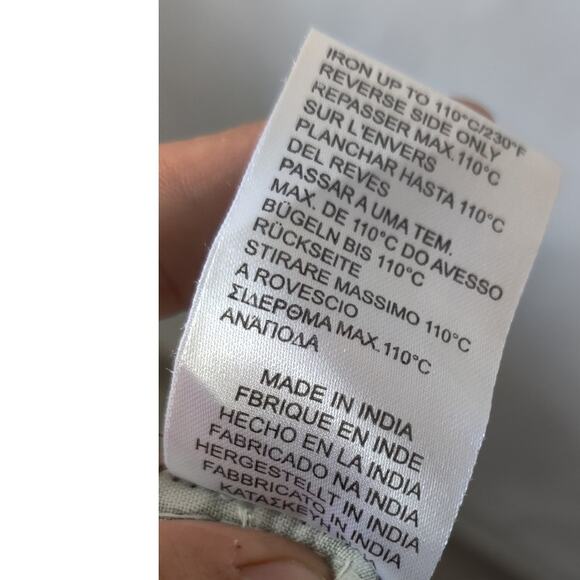 IRON UP TO 110°C/230°F
REVERSE SIDE ONLY
REPASSER MAX.110°C
SUR L'ENVERS
PLANCHAR HASTA 110°C
DEL REVES
PASSAR A UMA TEM.
MAX. DE 110°C DO AVESSO
BÜGELN BIS 110°C
RÜCKSEITE
STIRARE MASSIMO 110°C
A ROVESCIO
ΣΙΔΕΡΘΜΑ MAX.110°C
ΑΝΑΠΟΔΑ
MADE IN INDIA
FBRIQUE EN INDE
HECHO EN LA INDIA
FABRICADO NA INDIA
HERGESTELLT IN INDIA
FABBRICATO IN INDIA
ΚΑΤΑΣΚΕΥΗ IN INDIA